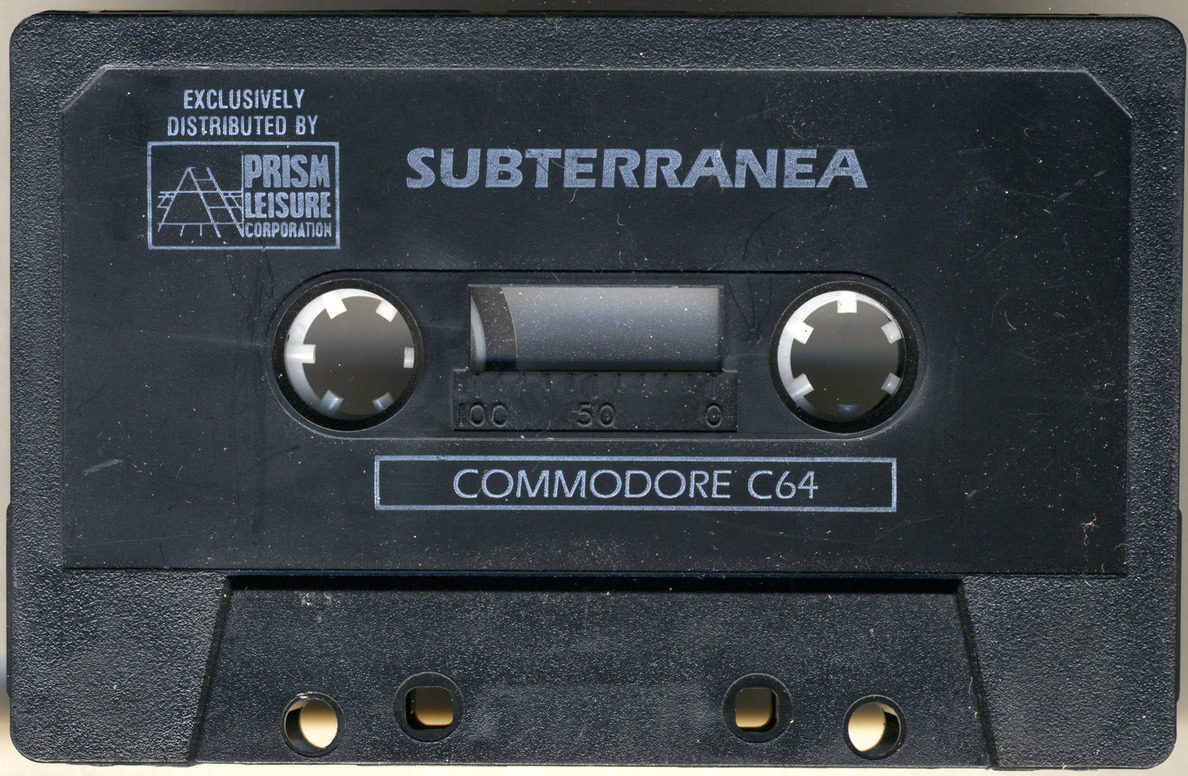 EXCLUSIVELY
DISTRIBUTED BY
PRISM
LEISURE
CORPORATION
SUBTERRANEA
100 50 0
COMMODORE C64